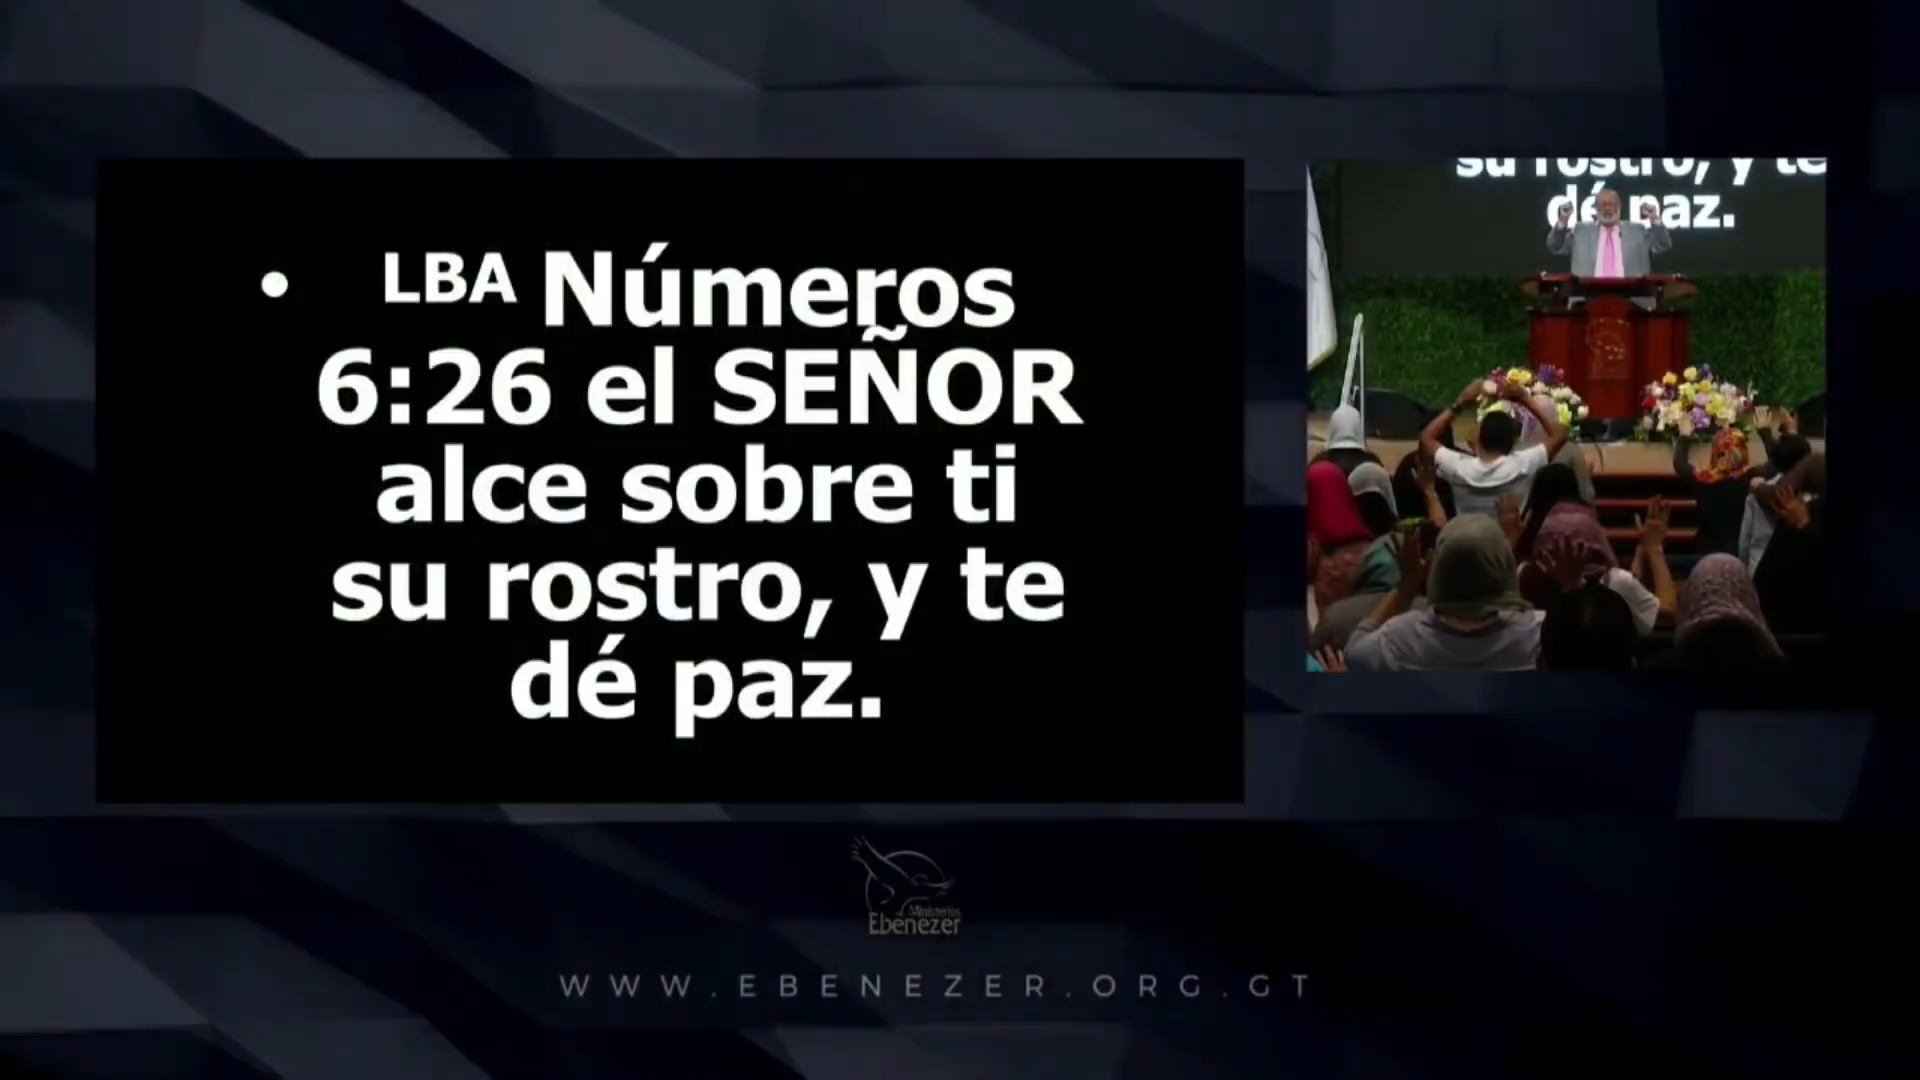 • LBA Números
6:26 el SEÑOR
alce sobre ti
su rostro, y te
dé paz.
su rostro, y te
dé paz.
Ministerios
Ebenezer
WWW.EBENEZER.ORG.GT